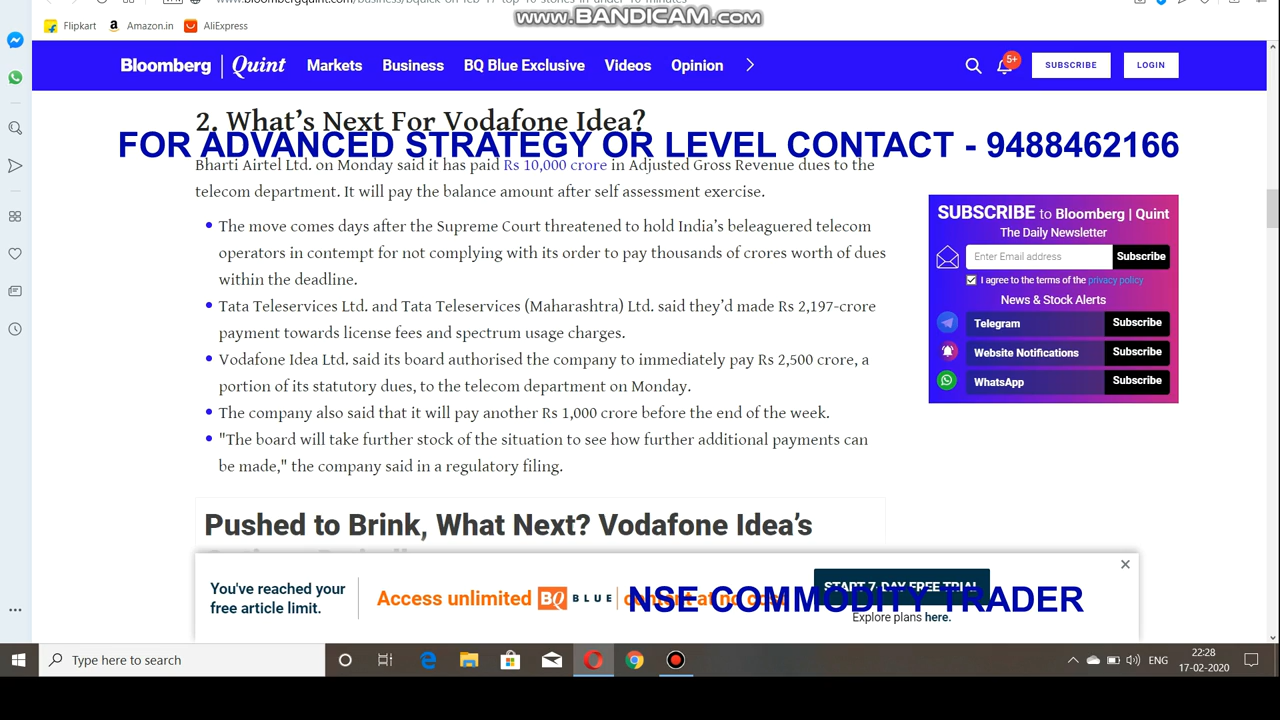 www.BANDICAM.com
Flipkart Amazon.in AliExpress
Bloomberg | Quint Markets Business BQ Blue Exclusive Videos Opinion 5+ SUBSCRIBE LOGIN
2. What's Next For Vodafone Idea?
FOR ADVANCED STRATEGY OR LEVEL CONTACT - 9488462166
Bharti Airtel Ltd. on Monday said it has paid Rs 10,000 crore in Adjusted Gross Revenue dues to the
telecom department. It will pay the balance amount after self assessment exercise.
The move comes days after the Supreme Court threatened to hold India's beleaguered telecom
operators in contempt for not complying with its order to pay thousands of crores worth of dues
within the deadline.
Tata Teleservices Ltd. and Tata Teleservices (Maharashtra) Ltd. said they'd made Rs 2,197-crore
payment towards license fees and spectrum usage charges.
Vodafone Idea Ltd. said its board authorised the company to immediately pay Rs 2,500 crore, a
portion of its statutory dues, to the telecom department on Monday.
The company also said that it will pay another Rs 1,000 crore before the end of the week.
"The board will take further stock of the situation to see how further additional payments can
be made," the company said in a regulatory filing.
SUBSCRIBE to Bloomberg | Quint
The Daily Newsletter
Enter Email address Subscribe
I agree to the terms of the privacy policy
News & Stock Alerts
Telegram Subscribe
Website Notifications Subscribe
WhatsApp Subscribe
Pushed to Brink, What Next? Vodafone Idea's
You've reached your
free article limit.
Access unlimited BQ BLUE content at no cost
START 7-DAY FREE TRIAL
NSE COMMODITY TRADER
Explore plans here.
Type here to search
ENG
22:28
17-02-2020